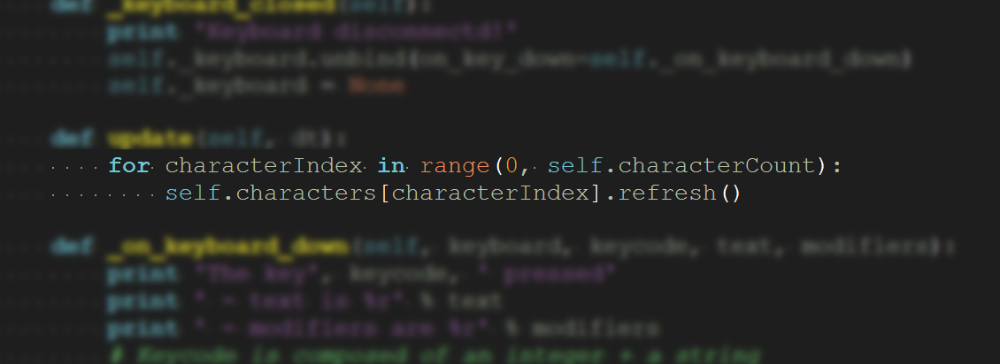 def _keyboard_closed(self):
print "Keyboard disconnectd!"
self._keyboard.unbind(on_key_down=self._on_keyboard_down)
self._keyboard = None
def update(self, dt):
for characterIndex in range(0, self.characterCount):
self.characters[characterIndex].refresh()
def _on_keyboard_down(self, keyboard, keycode, text, modifiers):
print "The key", keycode, " pressed"
print " - text is %r" % text
print " - modifiers are %r" % modifiers
# Keycode is composed of an integer + a string